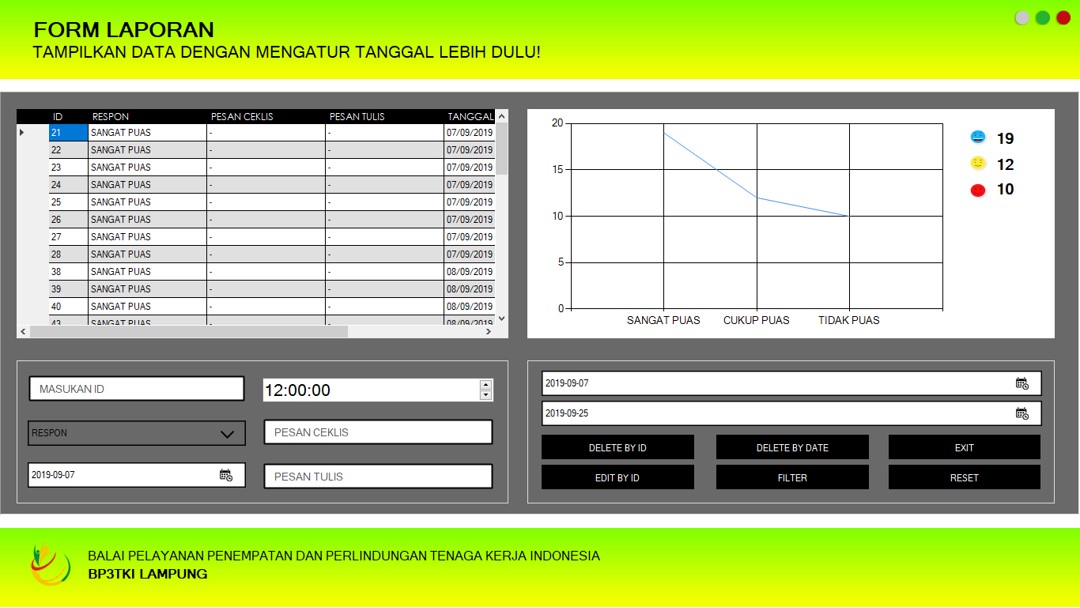 FORM LAPORAN
TAMPILKAN DATA DENGAN MENGATUR TANGGAL LEBIH DULU!
ID RESPON PESAN CEKLIS PESAN TULIS TANGGAL
21 SANGAT PUAS - - 07/09/2019
22 SANGAT PUAS - - 07/09/2019
23 SANGAT PUAS - - 07/09/2019
24 SANGAT PUAS - - 07/09/2019
25 SANGAT PUAS - - 07/09/2019
26 SANGAT PUAS - - 07/09/2019
27 SANGAT PUAS - - 07/09/2019
28 SANGAT PUAS - - 07/09/2019
38 SANGAT PUAS - - 08/09/2019
39 SANGAT PUAS - - 08/09/2019
40 SANGAT PUAS - - 08/09/2019
43 SANGAT PUAS - - 08/09/2019
20
15
10
5
0
SANGAT PUAS CUKUP PUAS TIDAK PUAS
19
12
10
MASUKAN ID
12:00:00
RESPON
PESAN CEKLIS
2019-09-07
PESAN TULIS
2019-09-07
2019-09-25
DELETE BY ID DELETE BY DATE EXIT
EDIT BY ID FILTER RESET
BALAI PELAYANAN PENEMPATAN DAN PERLINDUNGAN TENAGA KERJA INDONESIA
BP3TKI LAMPUNG